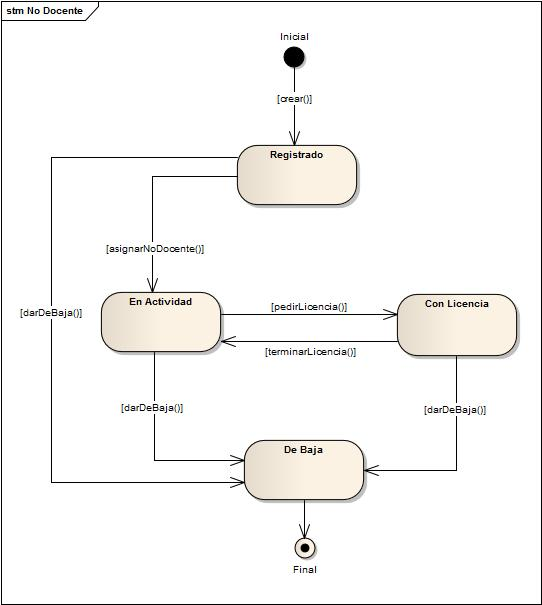 stm No Docente
Inicial
[crear()]
Registrado
[asignarNoDocente()]
En Actividad
[pedirLicencia()]
Con Licencia
[darDeBaja()]
[terminarLicencia()]
[darDeBaja()]
[darDeBaja()]
De Baja
Final